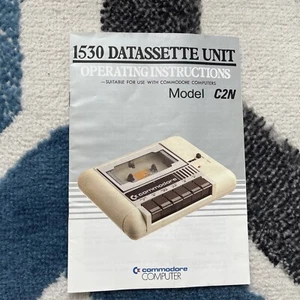 1530 DATASSETTE UNIT
OPERATING INSTRUCTIONS
—SUITABLE FOR USE WITH COMMODORE COMPUTERS
Model C2N
commodore
commodore
COMPUTER